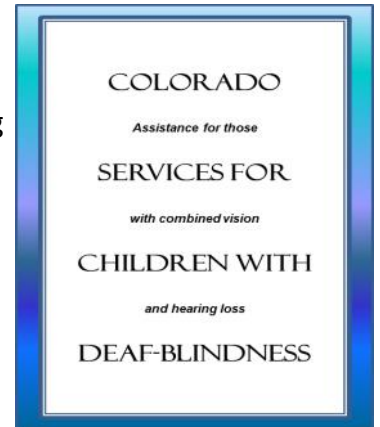 COLORADO
Assistance for those
SERVICES FOR
with combined vision
CHILDREN WITH
and hearing loss
DEAF-BLINDNESS